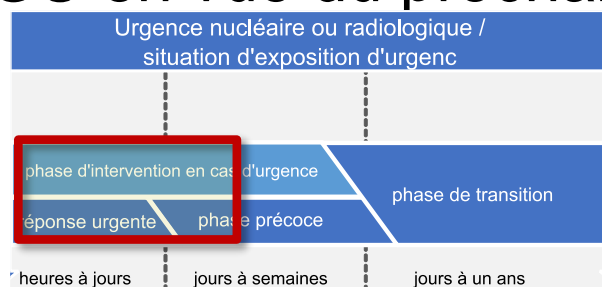 Urgence nucléaire ou radiologique /
situation d'exposition d'urgenc
phase d'intervention en cas d'urgence
phase de transition
réponse urgente
phase précoce
heures à jours
jours à semaines
jours à un ans